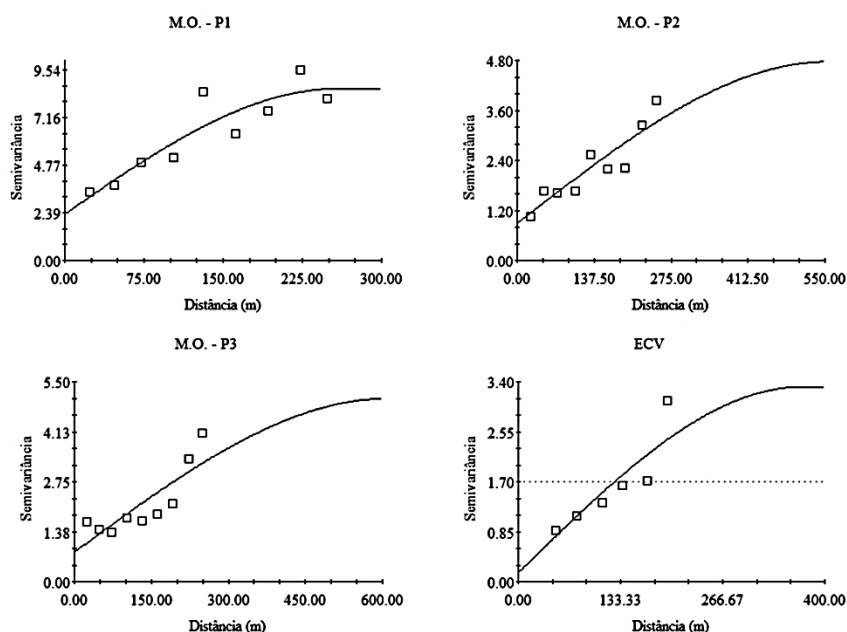 M.O. - P1
Semivariância
9.54
7.16
4.77
2.39
0.00
0.00 75.00 150.00 225.00 300.00
Distância (m)
M.O. - P2
Semivariância
4.80
3.60
2.40
1.20
0.00
0.00 137.50 275.00 412.50 550.00
Distância (m)
M.O. - P3
Semivariância
5.50
4.13
2.75
1.38
0.00
0.00 150.00 300.00 450.00 600.00
Distância (m)
ECV
Semivariância
3.40
2.55
1.70
0.85
0.00
0.00 133.33 266.67 400.00
Distância (m)